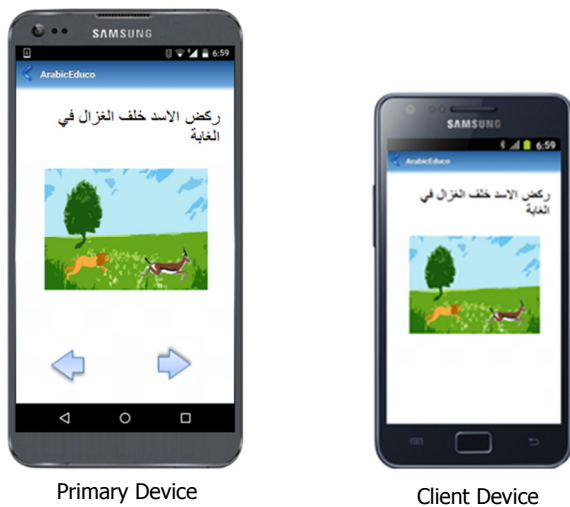 SAMSUNG
6:59
ArabicEduco
ركض الاسد خلف الغزال في
الغابة
Primary Device
SAMSUNG
6:59
ArabicEduco
ركض الاسد خلف الغزال في
الغابة
Client Device